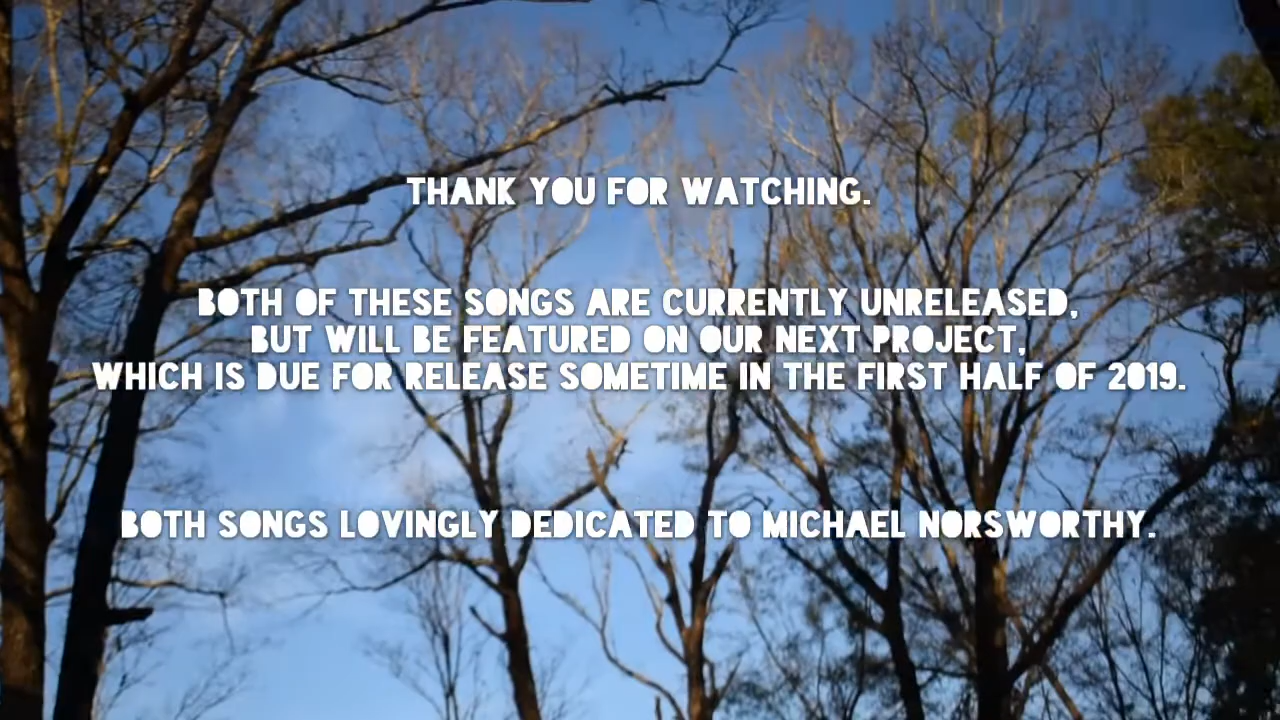 THANK YOU FOR WATCHING.
BOTH OF THESE SONGS ARE CURRENTLY UNRELEASED,
BUT WILL BE FEATURED ON OUR NEXT PROJECT,
WHICH IS DUE FOR RELEASE SOMETIME IN THE FIRST HALF OF 2019.
BOTH SONGS LOVINGLY DEDICATED TO MICHAEL NORSWORTHY.